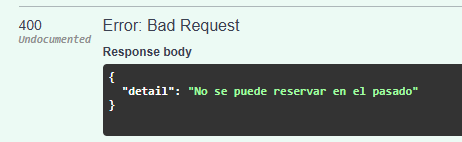 400
Undocumented
Error: Bad Request
Response body
{
  "detail": "No se puede reservar en el pasado"
}